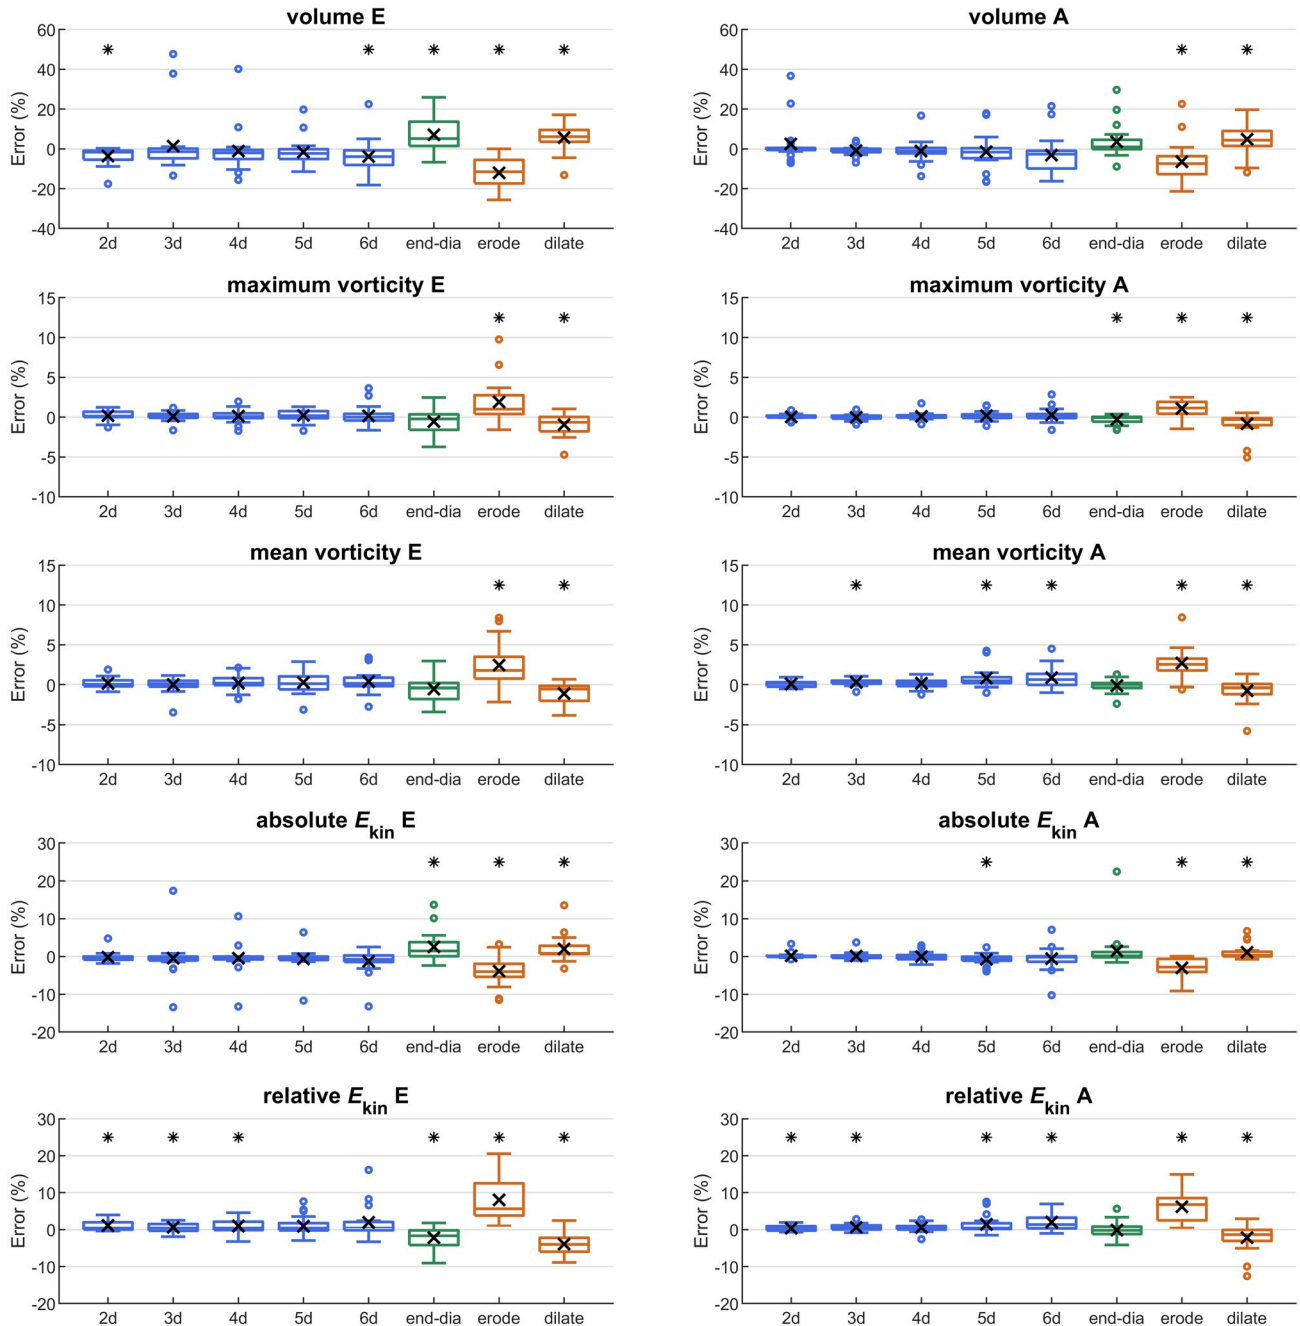 volume E
Error (%)
60
40
20
0
-20
-40
* * * * *
2d 3d 4d 5d 6d end-dia erode dilate
volume A
Error (%)
60
40
20
0
-20
-40
* *
2d 3d 4d 5d 6d end-dia erode dilate
maximum vorticity E
Error (%)
15
10
5
0
-5
-10
* *
2d 3d 4d 5d 6d end-dia erode dilate
maximum vorticity A
Error (%)
15
10
5
0
-5
-10
* * *
2d 3d 4d 5d 6d end-dia erode dilate
mean vorticity E
Error (%)
15
10
5
0
-5
-10
* *
2d 3d 4d 5d 6d end-dia erode dilate
mean vorticity A
Error (%)
15
10
5
0
-5
-10
* * * * *
2d 3d 4d 5d 6d end-dia erode dilate
absolute Ekin E
Error (%)
30
20
10
0
-10
-20
* * *
2d 3d 4d 5d 6d end-dia erode dilate
absolute Ekin A
Error (%)
30
20
10
0
-10
-20
* * *
2d 3d 4d 5d 6d end-dia erode dilate
relative Ekin E
Error (%)
30
20
10
0
-10
-20
* * * * * *
2d 3d 4d 5d 6d end-dia erode dilate
relative Ekin A
Error (%)
30
20
10
0
-10
-20
* * * * * *
2d 3d 4d 5d 6d end-dia erode dilate